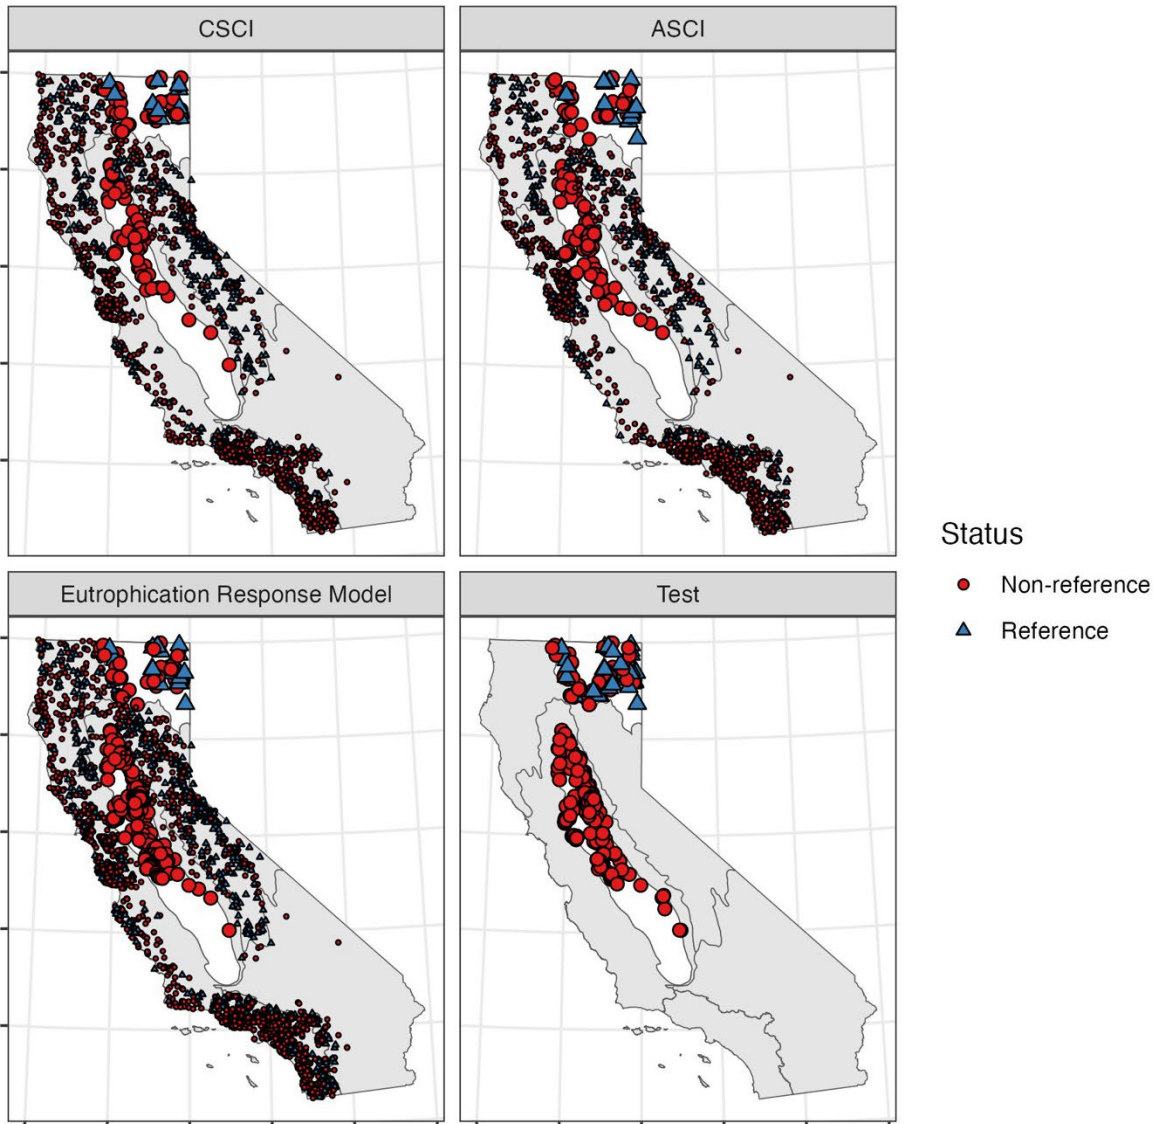 CSCI
ASCI
Eutrophication Response Model
Test
Status
Non-reference
Reference